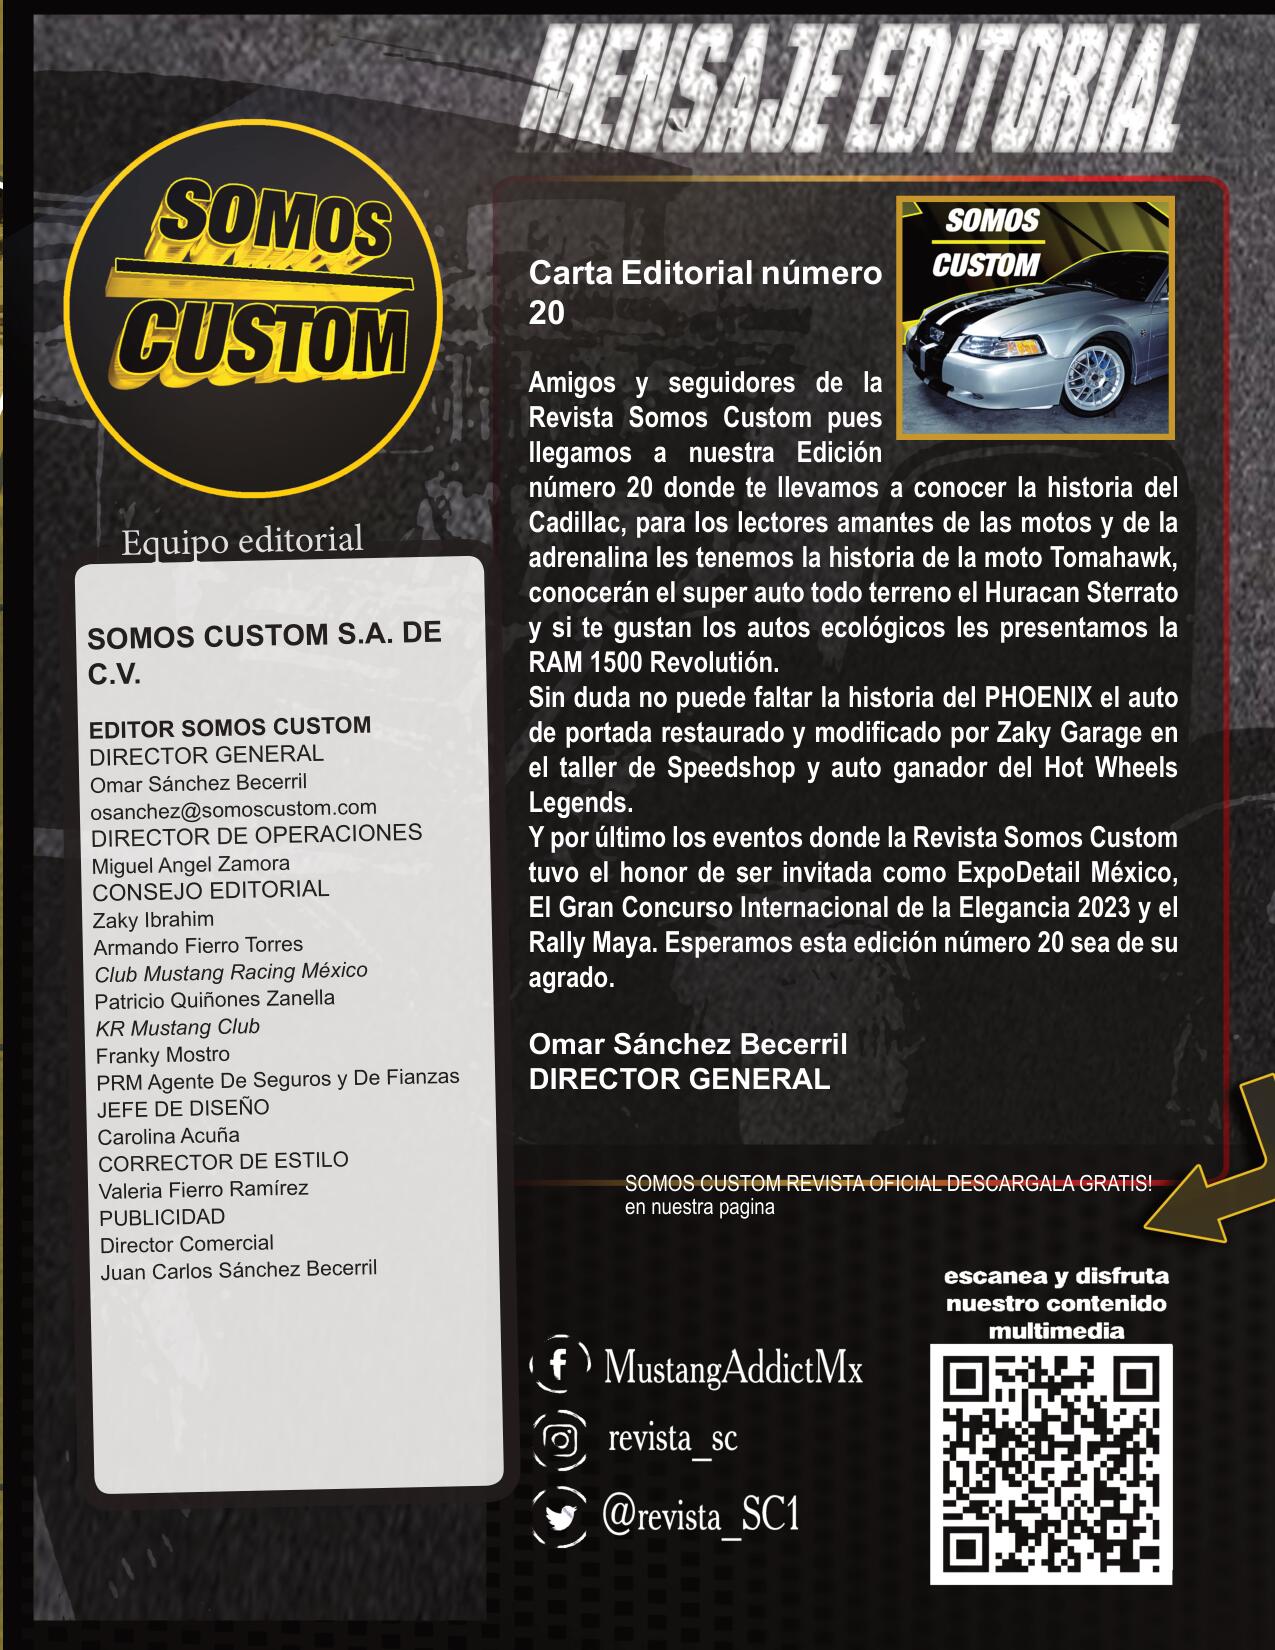 MENSAJE EDITORIAL
SOMOS
CUSTOM
Equipo editorial
SOMOS CUSTOM S.A. DE
C.V.
EDITOR SOMOS CUSTOM
DIRECTOR GENERAL
Omar Sánchez Becerril
osanchez@somoscustom.com
DIRECTOR DE OPERACIONES
Miguel Angel Zamora
CONSEJO EDITORIAL
Zaky Ibrahim
Armando Fierro Torres
Club Mustang Racing México
Patricio Quiñones Zanella
KR Mustang Club
Franky Mostro
PRM Agente De Seguros y De Fianzas
JEFE DE DISEÑO
Carolina Acuña
CORRECTOR DE ESTILO
Valeria Fierro Ramírez
PUBLICIDAD
Director Comercial
Juan Carlos Sánchez Becerril
SOMOS
CUSTOM
Carta Editorial número
20
Amigos y seguidores de la
Revista Somos Custom pues
llegamos a nuestra Edición
número 20 donde te llevamos a conocer la historia del
Cadillac, para los lectores amantes de las motos y de la
adrenalina les tenemos la historia de la moto Tomahawk,
conocerán el super auto todo terreno el Huracan Sterrato
y si te gustan los autos ecológicos les presentamos la
RAM 1500 Revolutión.
Sin duda no puede faltar la historia del PHOENIX el auto
de portada restaurado y modificado por Zaky Garage en
el taller de Speedshop y auto ganador del Hot Wheels
Legends.
Y por último los eventos donde la Revista Somos Custom
tuvo el honor de ser invitada como ExpoDetail México,
El Gran Concurso Internacional de la Elegancia 2023 y el
Rally Maya. Esperamos esta edición número 20 sea de su
agrado.
Omar Sánchez Becerril
DIRECTOR GENERAL
SOMOS CUSTOM REVISTA OFICIAL DESCARGALA GRATIS!
en nuestra pagina
escanea y disfruta
nuestro contenido
multimedia
MustangAddictMx
revista_sc
@revista_SC1